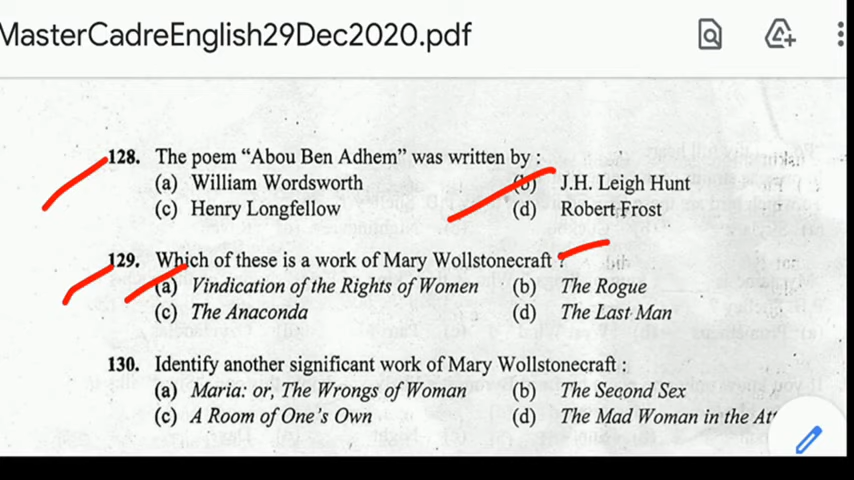 MasterCadreEnglish29Dec2020.pdf
128. The poem “Abou Ben Adhem” was written by :
(a) William Wordsworth (b) J.H. Leigh Hunt
(c) Henry Longfellow (d) Robert Frost
129. Which of these is a work of Mary Wollstonecraft ?
(a) Vindication of the Rights of Women (b) The Rogue
(c) The Anaconda (d) The Last Man
130. Identify another significant work of Mary Wollstonecraft :
(a) Maria: or, The Wrongs of Woman (b) The Second Sex
(c) A Room of One’s Own (d) The Mad Woman in the At